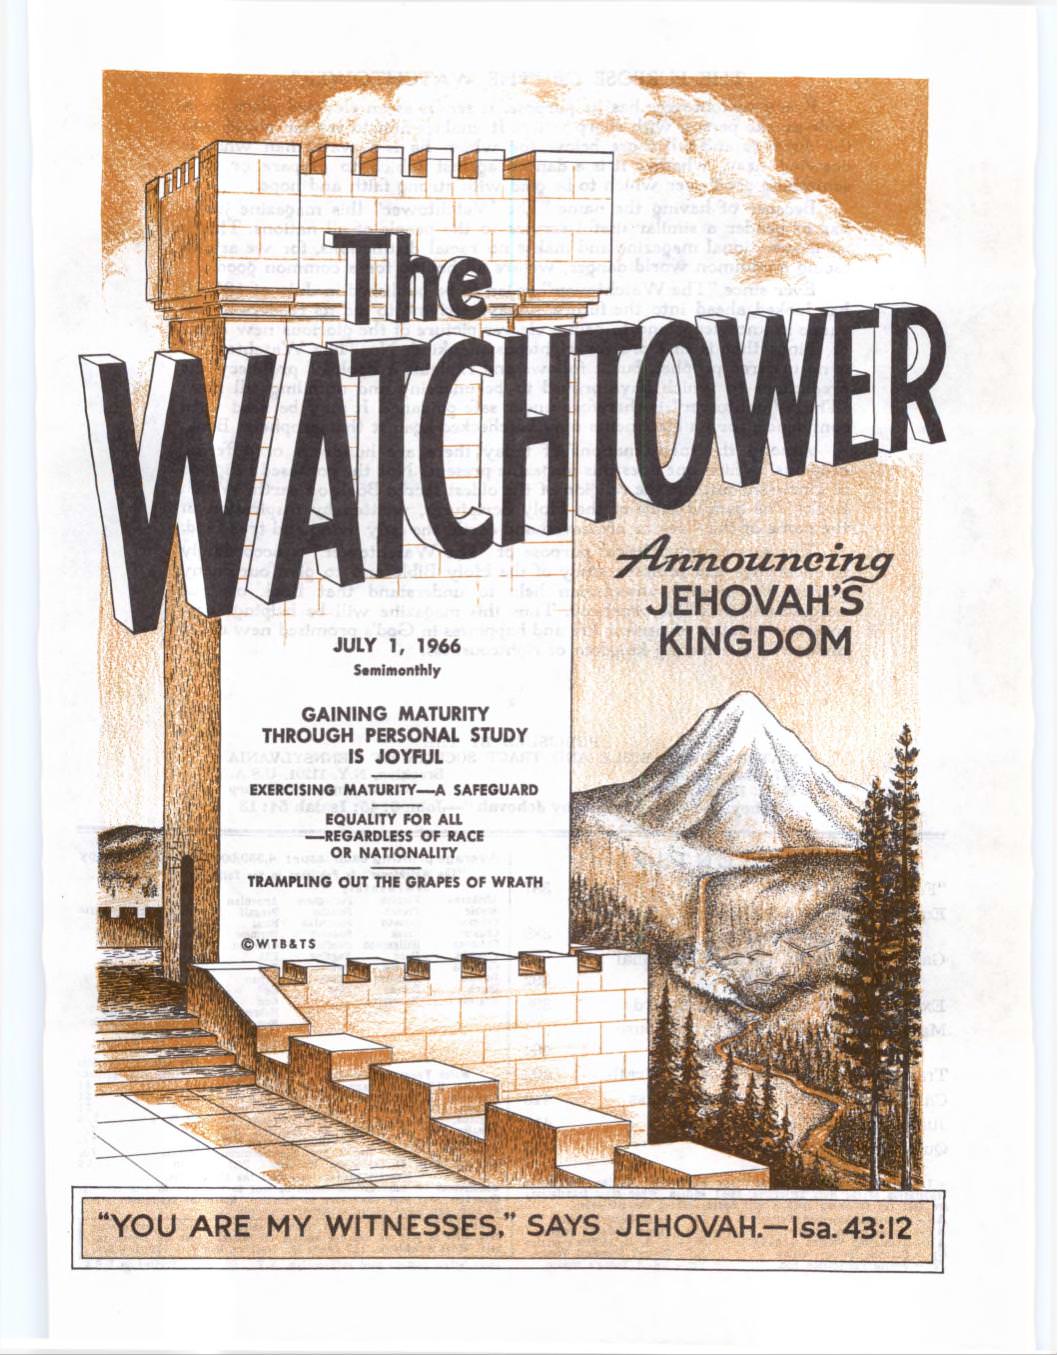 The
WATCHTOWER
Announcing
JEHOVAH'S
KINGDOM
JULY 1, 1966
Semimonthly
GAINING MATURITY
THROUGH PERSONAL STUDY
IS JOYFUL
EXERCISING MATURITY—A SAFEGUARD
EQUALITY FOR ALL
—REGARDLESS OF RACE
OR NATIONALITY
TRAMPLING OUT THE GRAPES OF WRATH
©WTB&TS
"YOU ARE MY WITNESSES," SAYS JEHOVAH.—Isa. 43:12